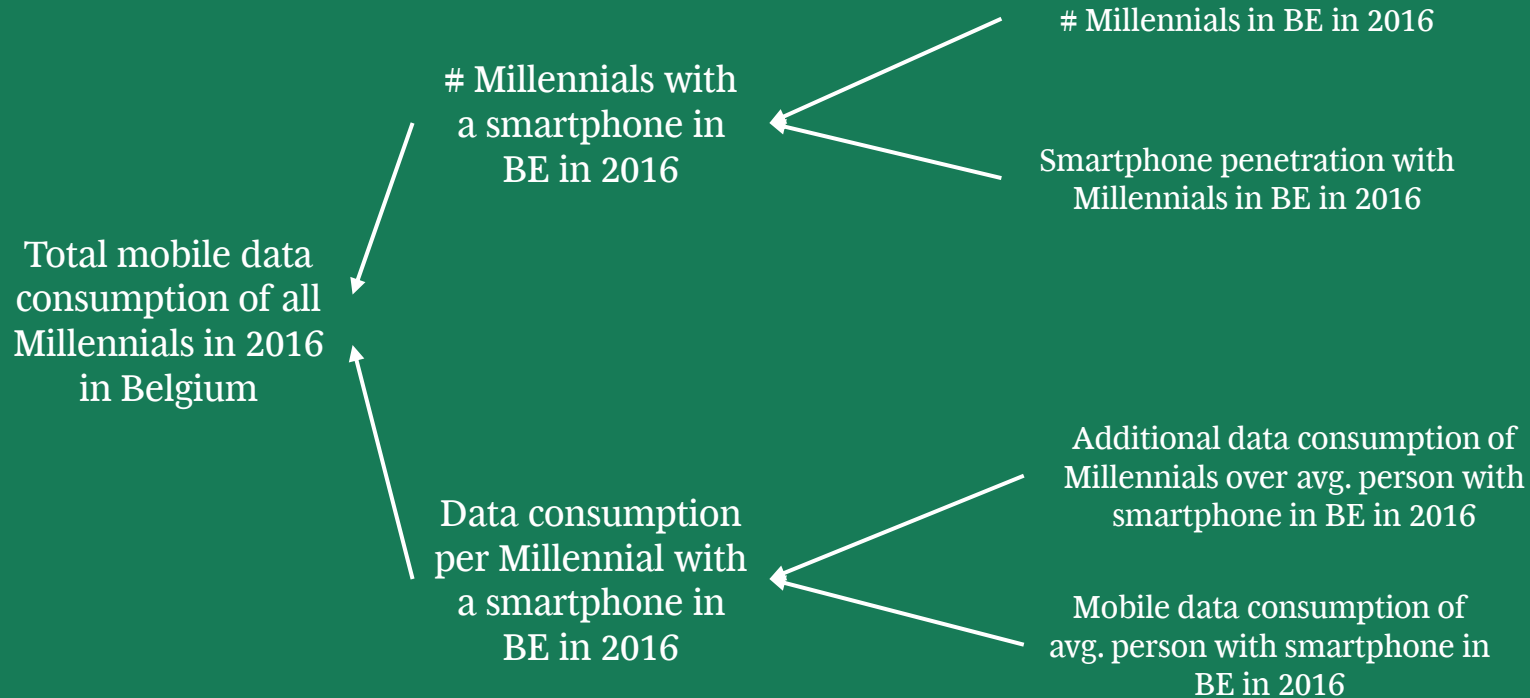 Total mobile data
consumption of all
Millennials in 2016
in Belgium
# Millennials with
a smartphone in
BE in 2016
Data consumption
per Millennial with
a smartphone in
BE in 2016
# Millennials in BE in 2016
Smartphone penetration with
Millennials in BE in 2016
Additional data consumption of
Millennials over avg. person with
smartphone in BE in 2016
Mobile data consumption of
avg. person with smartphone in
BE in 2016